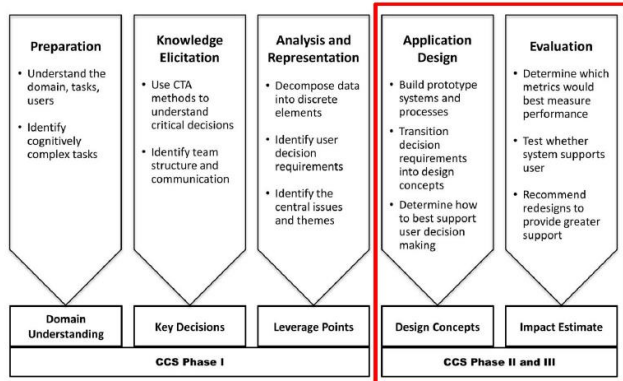 Preparation
• Understand the
domain, tasks,
users
• Identify
cognitively
complex tasks
Domain
Understanding
Knowledge
Elicitation
• Use CTA
methods to
understand
critical decisions
• Identify team
structure and
communication
Key Decisions
Analysis and
Representation
• Decompose data
into discrete
elements
• Identify user
decision
requirements
• Identify the
central issues
and themes
Leverage Points
CCS Phase I
Application
Design
• Build prototype
systems and
processes
• Transition
decision
requirements
into design
concepts
• Determine how
to best support
user decision
making
Design Concepts
Evaluation
• Determine which
metrics would
best measure
performance
• Test whether
system supports
user
• Recommend
redesigns to
provide greater
support
Impact Estimate
CCS Phase II and III